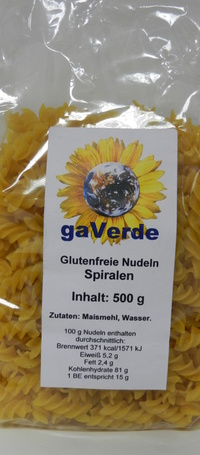 gaVerde
Glutenfreie Nudeln
Spiralen
Inhalt: 500 g
Zutaten: Maismehl, Wasser.
100 g Nudeln enthalten
durchschnittlich:
Brennwert 371 kcal/1571 kJ
Eiweiß 5,2 g
Fett 2,4 g
Kohlenhydrate 81 g
1 BE entspricht 15 g